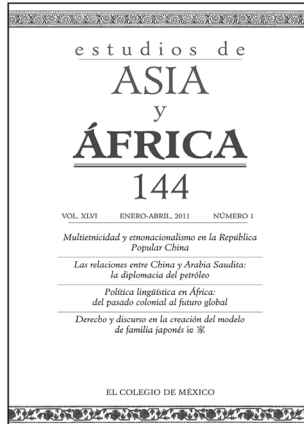 estudios de
ASIA
y
ÁFRICA
144
VOL. XLVI ENERO-ABRIL, 2011 NÚMERO 1
Multietnicidad y etnonacionalismo en la República
Popular China
Las relaciones entre China y Arabia Saudita:
la diplomacia del petróleo
Política lingüística en África:
del pasado colonial al futuro global
Derecho y discurso en la creación del modelo
de familia japonés ie 家
EL COLEGIO DE MÉXICO